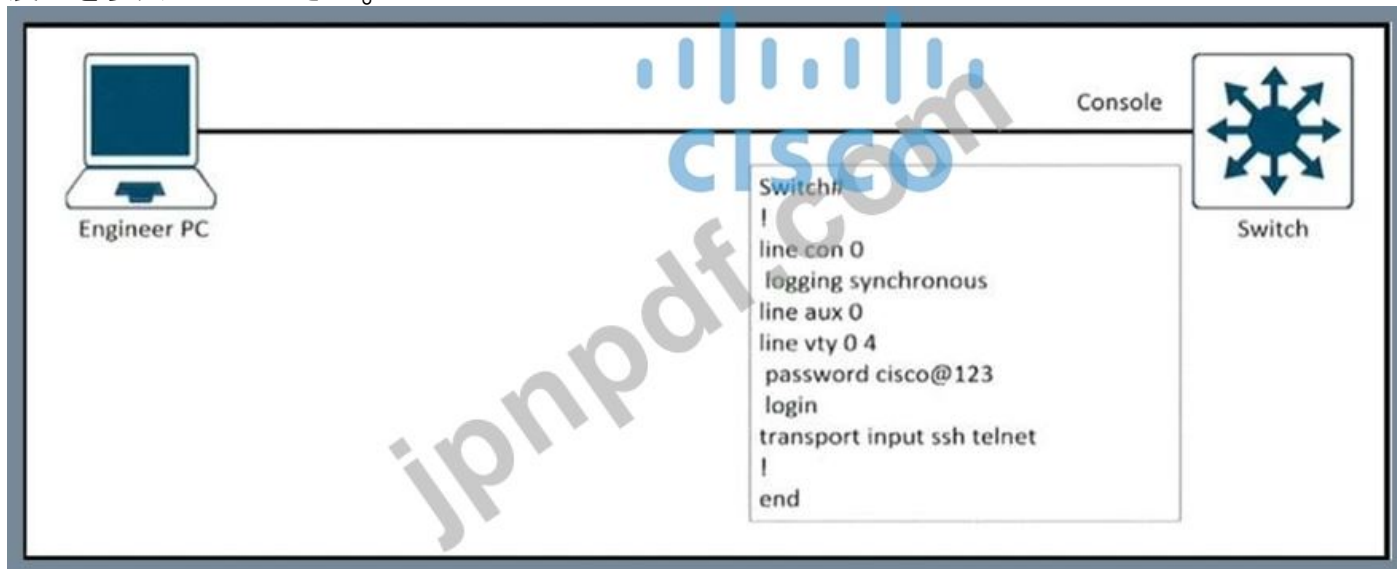 Console
CISCO
Switch#
!
line con 0
logging synchronous
line aux 0
line vty 0 4
password cisco@123
login
transport input ssh telnet
!
end
Engineer PC
Switch
jpnpdf.com